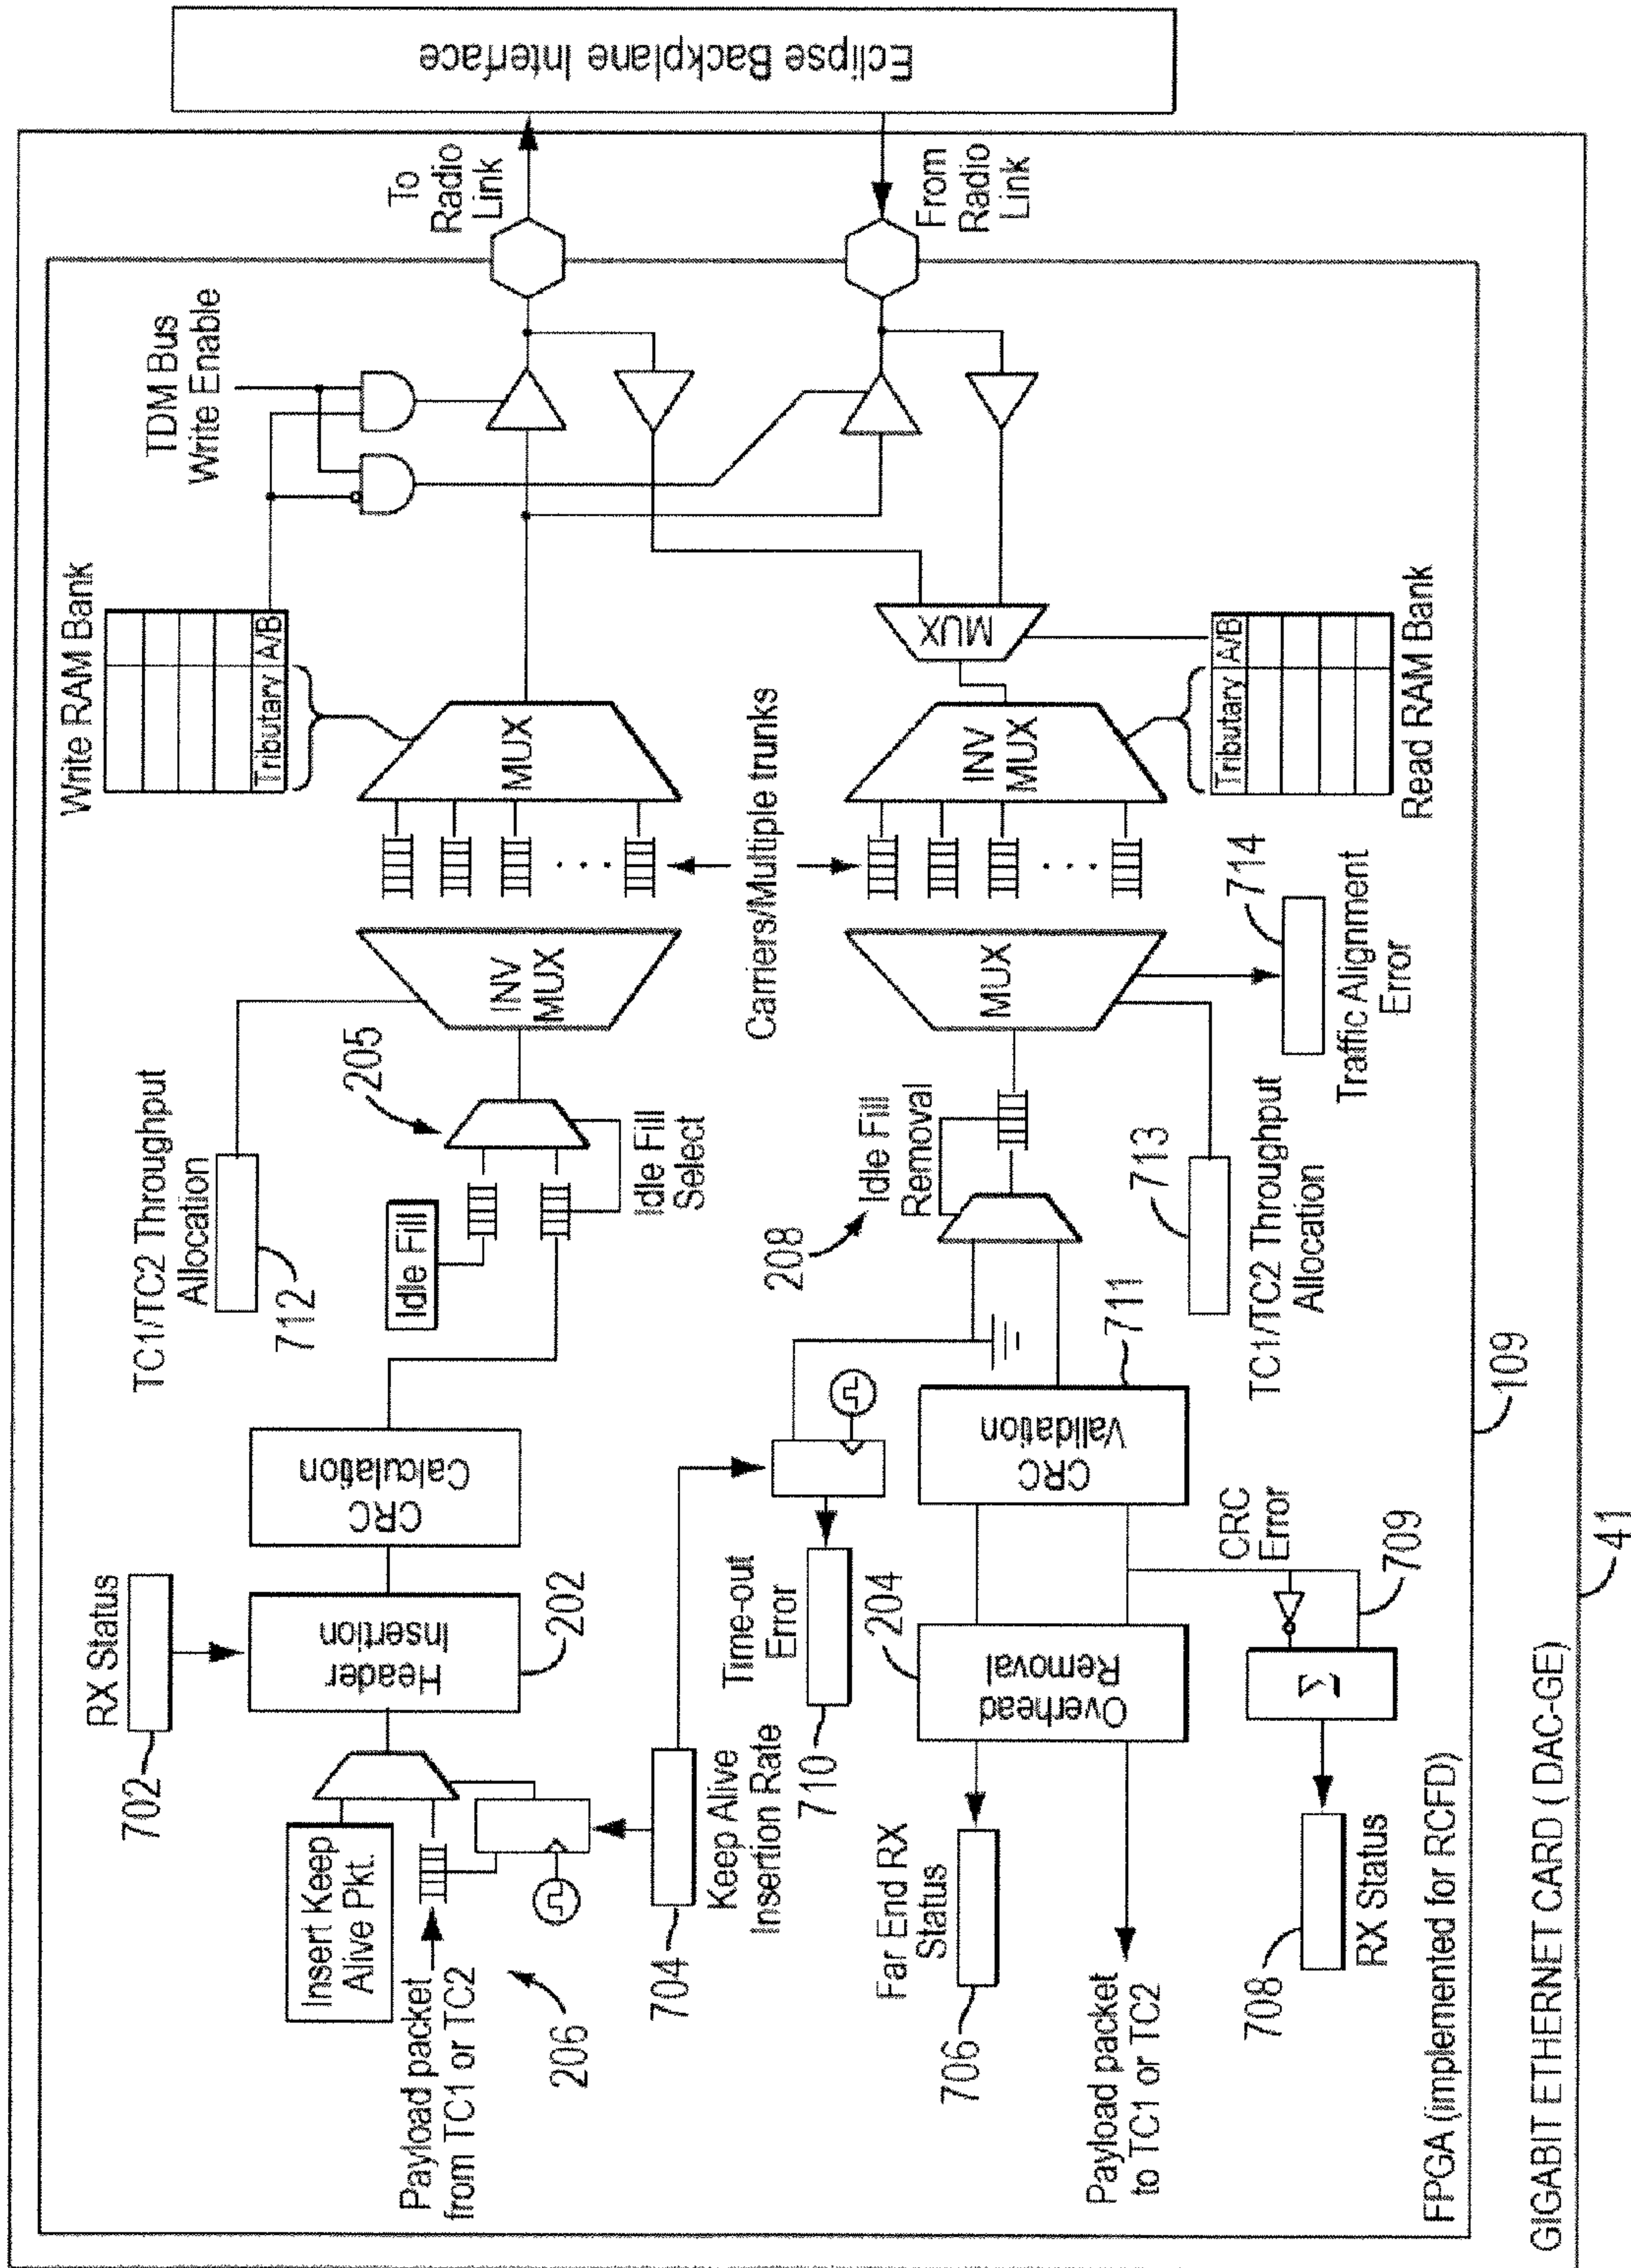 Write RAM Bank
Tributary A/B
TDM Bus
Write Enable
To
Radio
Link
Eclipse Backplane Interface
TC1/TC2 Throughput
Allocation
712
205
INV
MUX
MUX
RX Status
702
Header
Insertion
202
CRC
Calculation
Idle Fill
Idle Fill
Select
Insert Keep
Alive Pkt.
Payload packet
from TC1 or TC2
206
704
Keep Alive
Insertion Rate
Carriers/Multiple trunks
Time-out
Error
710
208
Idle Fill
Removal
MUX
INV
MUX
MUX
From
Radio
Link
Far End RX
Status
706
204
Overhead
Removal
CRC
Validation
711
713
TC1/TC2 Throughput
Allocation
714
Traffic Alignment
Error
Tributary A/B
Read RAM Bank
Payload packet
to TC1 or TC2
CRC
Error
709
Σ
708
RX Status
FPGA (implemented for RCFD)
109
GIGABIT ETHERNET CARD ( DAC-GE)
41